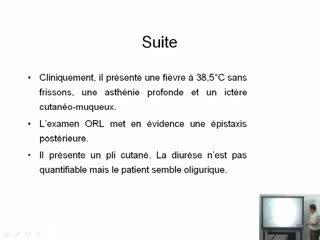 Suite
• Cliniquement, il présente une fièvre à 38,5°C sans
frissons, une asthénie profonde et un ictère
cutanéo-muqueux.
• L'examen ORL met en évidence une épistaxis
postérieure.
• Il présente un pli cutané. La diurèse n'est pas
quantifiable mais le patient semble oligurique.